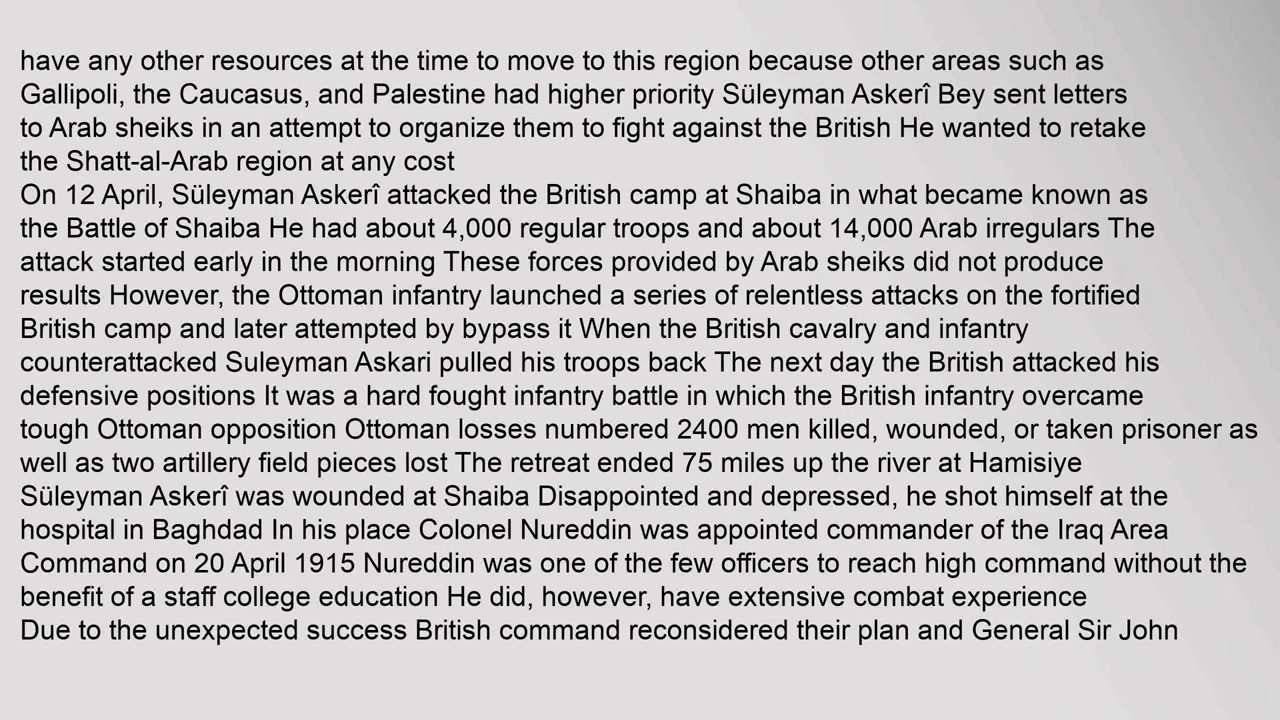 have any other resources at the time to move to this region because other areas such as
Gallipoli, the Caucasus, and Palestine had higher priority Süleyman Askerî Bey sent letters
to Arab sheiks in an attempt to organize them to fight against the British He wanted to retake
the Shatt-al-Arab region at any cost
On 12 April, Süleyman Askerî attacked the British camp at Shaiba in what became known as
the Battle of Shaiba He had about 4,000 regular troops and about 14,000 Arab irregulars The
attack started early in the morning These forces provided by Arab sheiks did not produce
results However, the Ottoman infantry launched a series of relentless attacks on the fortified
British camp and later attempted by bypass it When the British cavalry and infantry
counterattacked Suleyman Askari pulled his troops back The next day the British attacked his
defensive positions It was a hard fought infantry battle in which the British infantry overcame
tough Ottoman opposition Ottoman losses numbered 2400 men killed, wounded, or taken prisoner as
well as two artillery field pieces lost The retreat ended 75 miles up the river at Hamisiye
Süleyman Askerî was wounded at Shaiba Disappointed and depressed, he shot himself at the
hospital in Baghdad In his place Colonel Nureddin was appointed commander of the Iraq Area
Command on 20 April 1915 Nureddin was one of the few officers to reach high command without the
benefit of a staff college education He did, however, have extensive combat experience
Due to the unexpected success British command reconsidered their plan and General Sir John